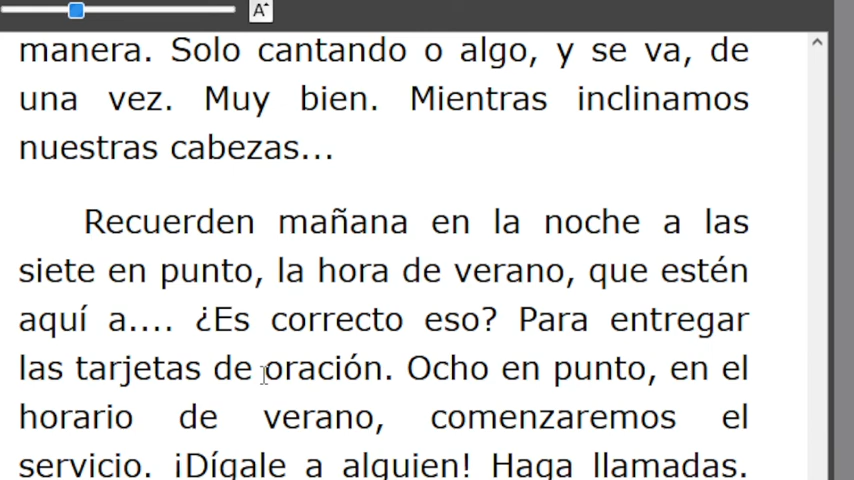 A
manera. Solo cantando o algo, y se va, de
una vez. Muy bien. Mientras inclinamos
nuestras cabezas…
Recuerden mañana en la noche a las
siete en punto, la hora de verano, que estén
aquí a…. ¿Es correcto eso? Para entregar
las tarjetas de oración. Ocho en punto, en el
horario de verano, comenzaremos el
servicio. ¡Dígale a alguien! Haga llamadas.